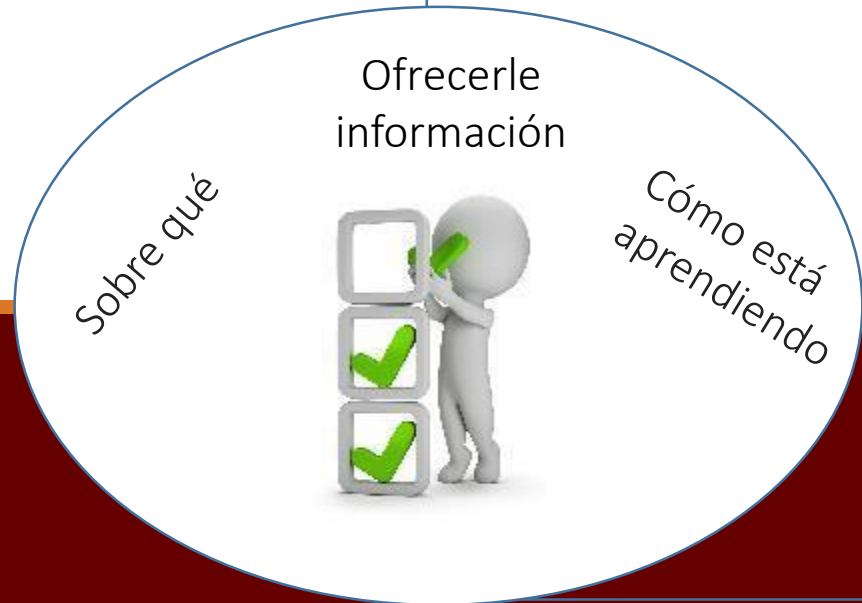 Ofrecerle
información
Sobre qué
Cómo está
aprendiendo